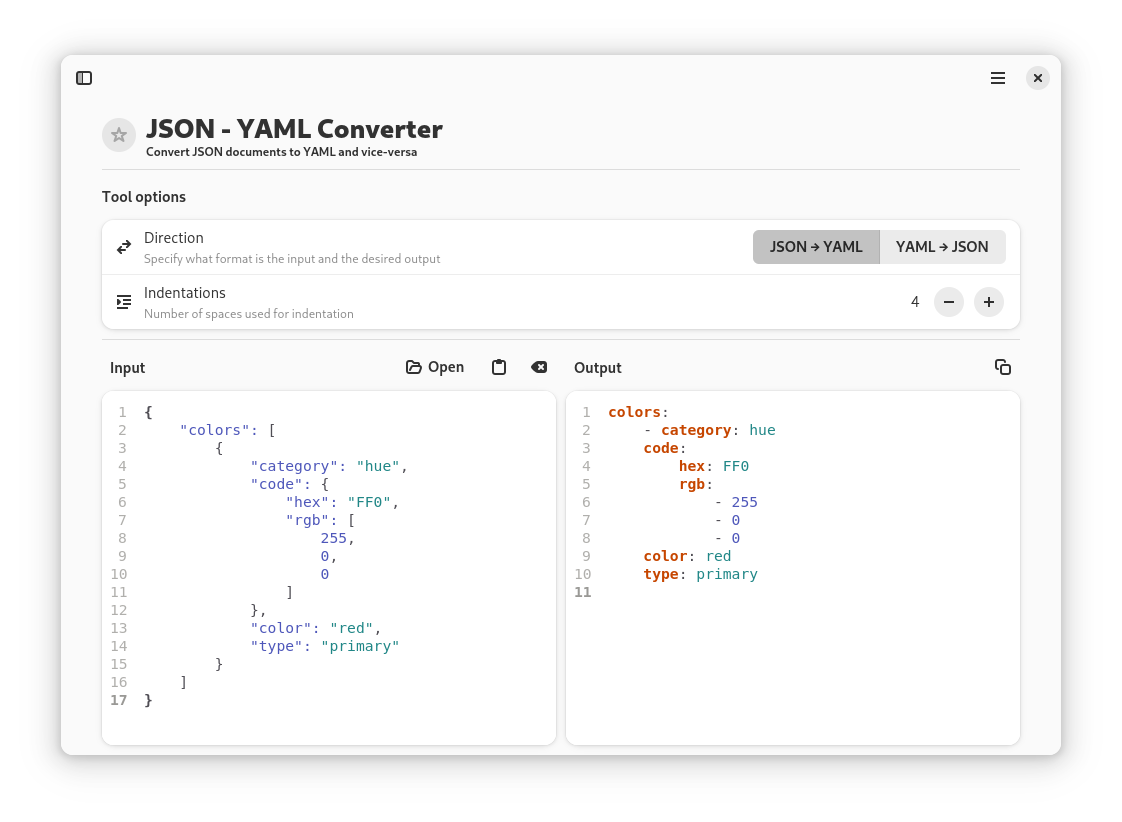 JSON - YAML Converter
Convert JSON documents to YAML and vice-versa
Tool options
Direction
Specify what format is the input and the desired output
JSON → YAML YAML → JSON
Indentations
Number of spaces used for indentation
4
Input
Open
1 {
2     "colors": [
3         {
4             "category": "hue",
5             "code": {
6                 "hex": "FF0",
7                 "rgb": [
8                     255,
9                     0,
10                     0
11                 ]
12             },
13             "color": "red",
14             "type": "primary"
15         }
16     ]
17 }
Output
1 colors:
2     - category: hue
3     code:
4         hex: FF0
5         rgb:
6             - 255
7             - 0
8             - 0
9     color: red
10     type: primary
11